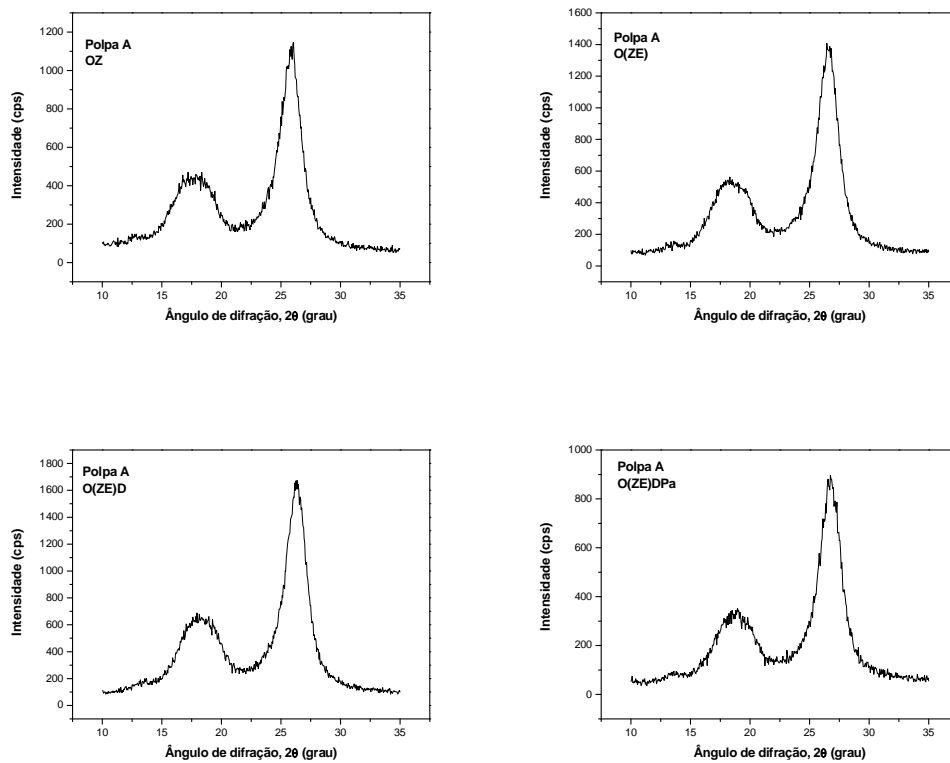 Polpa A
OZ
Intensidade (cps)
1200
1000
800
600
400
200
0
10 15 20 25 30 35
Ângulo de difração, 2θ (grau)
Polpa A
O(ZE)
Intensidade (cps)
1600
1400
1200
1000
800
600
400
200
0
10 15 20 25 30 35
Ângulo de difração, 2θ (grau)
Polpa A
O(ZE)D
Intensidade (cps)
1800
1600
1400
1200
1000
800
600
400
200
0
10 15 20 25 30 35
Ângulo de difração, 2θ (grau)
Polpa A
O(ZE)DPa
Intensidade (cps)
1000
800
600
400
200
0
10 15 20 25 30 35
Ângulo de difração, 2θ (grau)